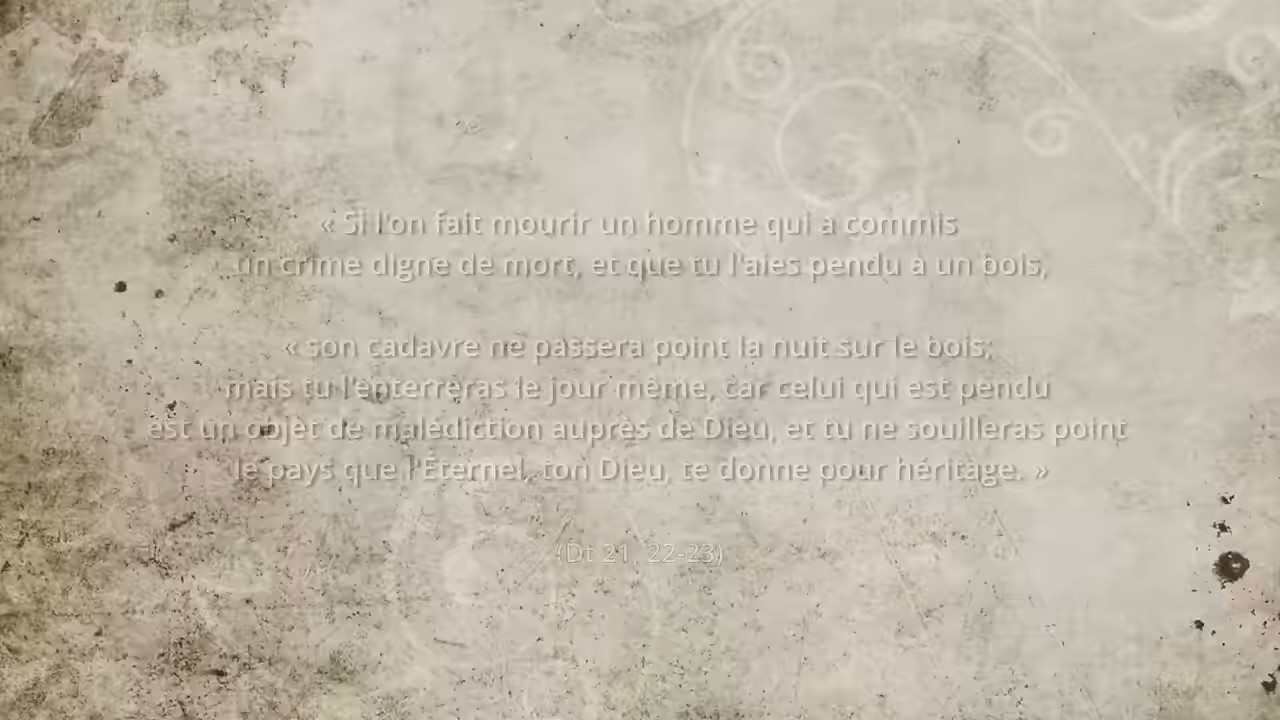 « Si l'on fait mourir un homme qui a commis
un crime digne de mort, et que tu l'aies pendu à un bois,
« son cadavre ne passera point la nuit sur le bois;
mais tu l'enterreras le jour même, car celui qui est pendu
est un objet de malédiction auprès de Dieu, et tu ne souilleras point
le pays que l'Éternel, ton Dieu, te donne pour héritage. »
(Dt 21, 22-23)